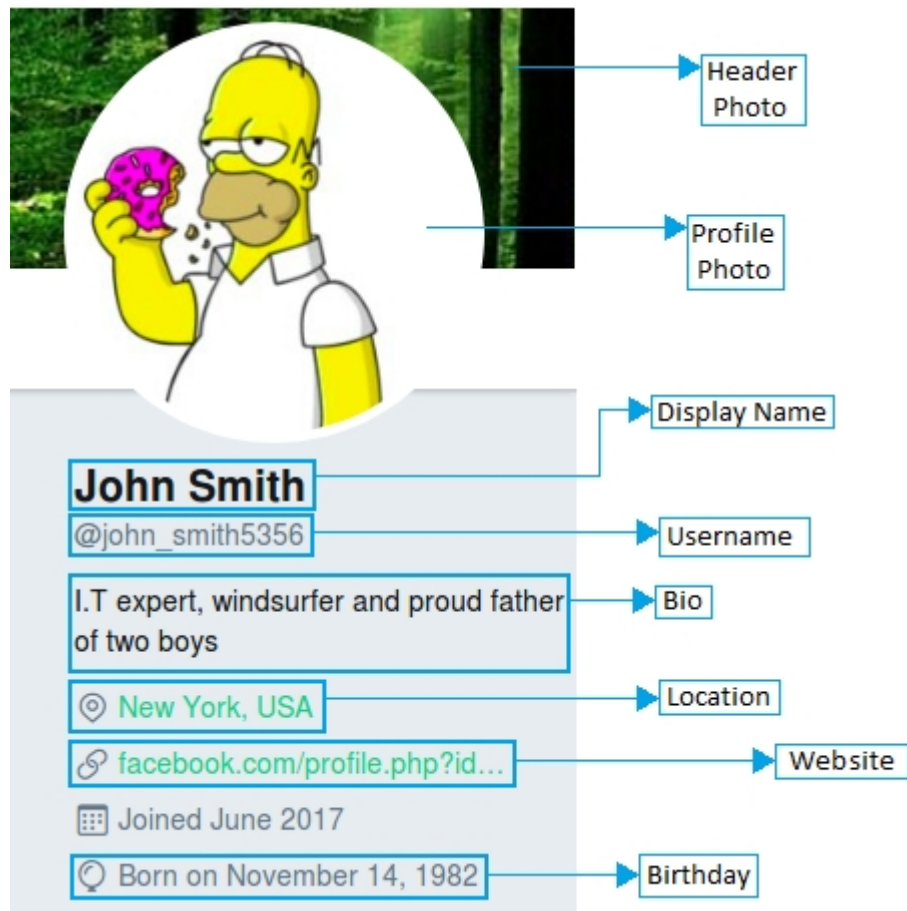 Header
Photo
Profile
Photo
Display Name
John Smith
@john_smith5356
Username
I.T expert, windsurfer and proud father
of two boys
Bio
New York, USA
Location
facebook.com/profile.php?id...
Website
Joined June 2017
Born on November 14, 1982
Birthday